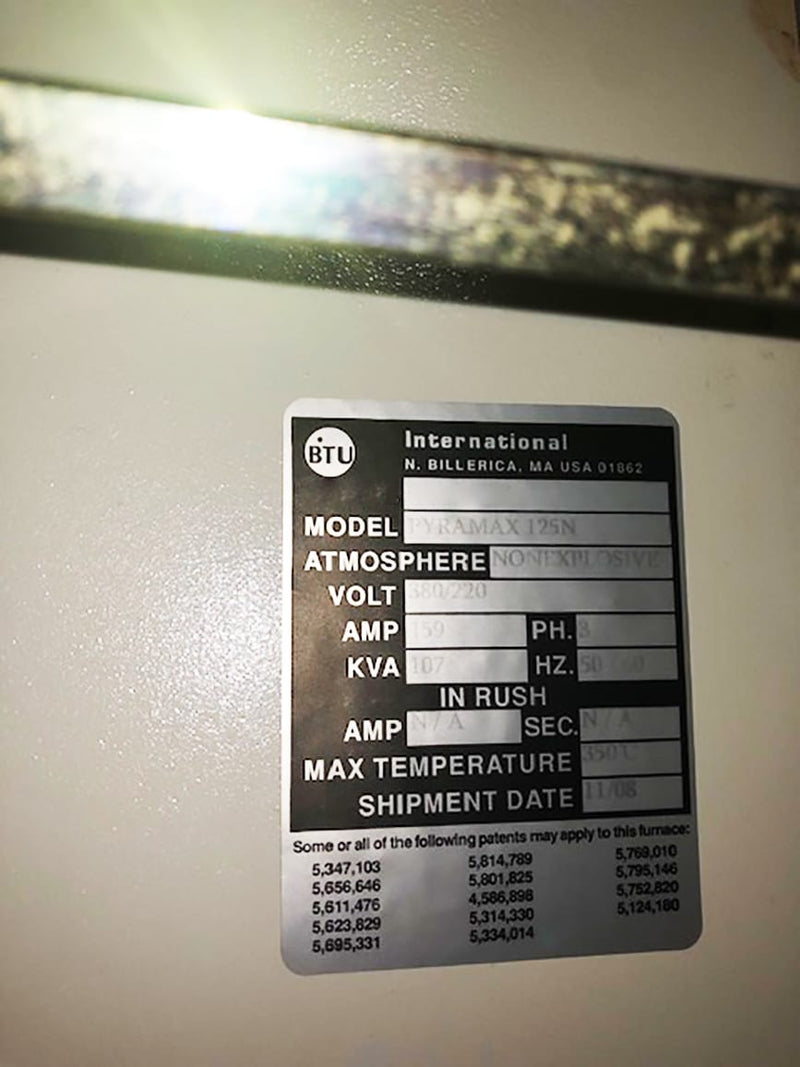 BTU International
N. BILLERICA, MA USA 01862
MODEL PYRAMAX 125N
ATMOSPHERE NONEXPLOSIVE
VOLT 380/220
AMP 159 PH. 3
KVA 107 HZ. 50 / 60
IN RUSH
AMP N / A SEC. N / A
MAX TEMPERATURE 350°C
SHIPMENT DATE 11/08
Some or all of the following patents may apply to this furnace:
5,347,103 5,814,789 5,769,010
5,656,646 5,801,825 5,795,146
5,611,476 4,586,898 5,752,820
5,623,829 5,314,330 5,124,180
5,695,331 5,334,014